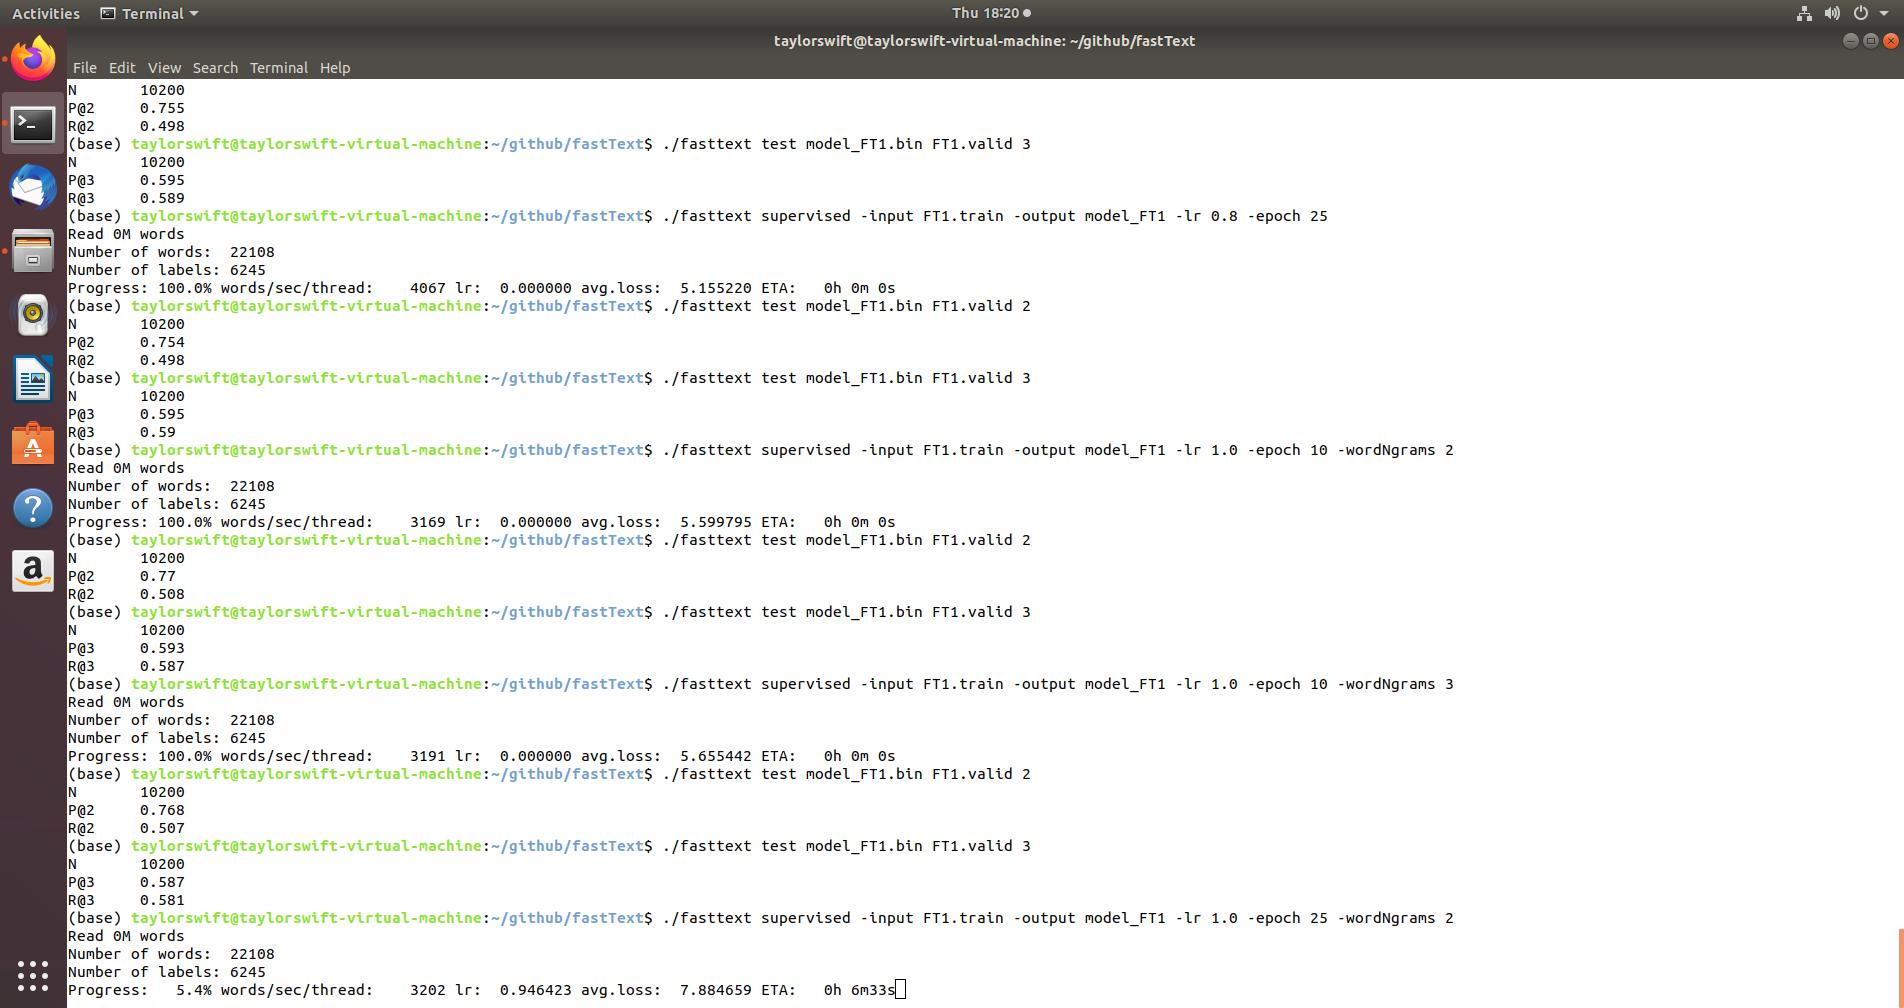 Activities Terminal Thu 18:20
taylorswift@taylorswift-virtual-machine: ~/github/fastText
File Edit View Search Terminal Help
N       10200
P@2     0.755
R@2     0.498
(base) taylorswift@taylorswift-virtual-machine:~/github/fastText$ ./fasttext test model_FT1.bin FT1.valid 3
N       10200
P@3     0.595
R@3     0.589
(base) taylorswift@taylorswift-virtual-machine:~/github/fastText$ ./fasttext supervised -input FT1.train -output model_FT1 -lr 0.8 -epoch 25
Read 0M words
Number of words:  22108
Number of labels: 6245
Progress: 100.0% words/sec/thread:    4067 lr:  0.000000 avg.loss:  5.155220 ETA:   0h 0m 0s
(base) taylorswift@taylorswift-virtual-machine:~/github/fastText$ ./fasttext test model_FT1.bin FT1.valid 2
N       10200
P@2     0.754
R@2     0.498
(base) taylorswift@taylorswift-virtual-machine:~/github/fastText$ ./fasttext test model_FT1.bin FT1.valid 3
N       10200
P@3     0.595
R@3     0.59
(base) taylorswift@taylorswift-virtual-machine:~/github/fastText$ ./fasttext supervised -input FT1.train -output model_FT1 -lr 1.0 -epoch 10 -wordNgrams 2
Read 0M words
Number of words:  22108
Number of labels: 6245
Progress: 100.0% words/sec/thread:    3169 lr:  0.000000 avg.loss:  5.599795 ETA:   0h 0m 0s
(base) taylorswift@taylorswift-virtual-machine:~/github/fastText$ ./fasttext test model_FT1.bin FT1.valid 2
N       10200
P@2     0.77
R@2     0.508
(base) taylorswift@taylorswift-virtual-machine:~/github/fastText$ ./fasttext test model_FT1.bin FT1.valid 3
N       10200
P@3     0.593
R@3     0.587
(base) taylorswift@taylorswift-virtual-machine:~/github/fastText$ ./fasttext supervised -input FT1.train -output model_FT1 -lr 1.0 -epoch 10 -wordNgrams 3
Read 0M words
Number of words:  22108
Number of labels: 6245
Progress: 100.0% words/sec/thread:    3191 lr:  0.000000 avg.loss:  5.655442 ETA:   0h 0m 0s
(base) taylorswift@taylorswift-virtual-machine:~/github/fastText$ ./fasttext test model_FT1.bin FT1.valid 2
N       10200
P@2     0.768
R@2     0.507
(base) taylorswift@taylorswift-virtual-machine:~/github/fastText$ ./fasttext test model_FT1.bin FT1.valid 3
N       10200
P@3     0.587
R@3     0.581
(base) taylorswift@taylorswift-virtual-machine:~/github/fastText$ ./fasttext supervised -input FT1.train -output model_FT1 -lr 1.0 -epoch 25 -wordNgrams 2
Read 0M words
Number of words:  22108
Number of labels: 6245
Progress:   5.4% words/sec/thread:    3202 lr:  0.946423 avg.loss:  7.884659 ETA:   0h 6m33s